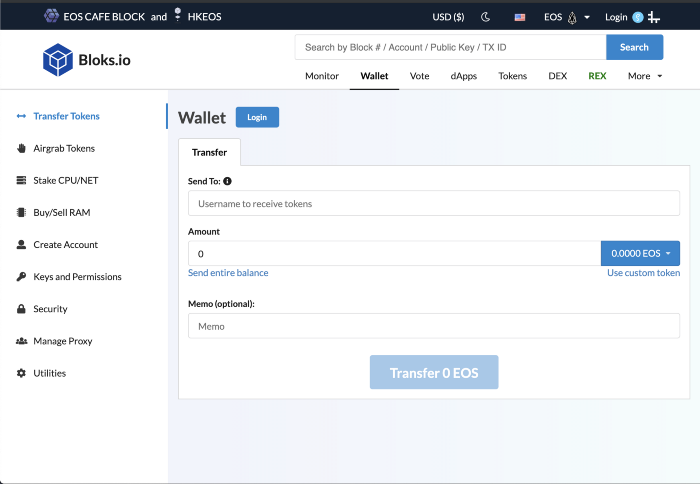 EOS CAFE BLOCK and HKEOS
USD ($) EOS Login
Bloks.io
Search by Block # / Account / Public Key / TX ID Search
Monitor Wallet Vote dApps Tokens DEX REX More
Transfer Tokens
Airgrab Tokens
Stake CPU/NET
Buy/Sell RAM
Create Account
Keys and Permissions
Security
Manage Proxy
Utilities
Wallet Login
Transfer
Send To:
Username to receive tokens
Amount
0 0.0000 EOS
Send entire balance Use custom token
Memo (optional):
Memo
Transfer 0 EOS